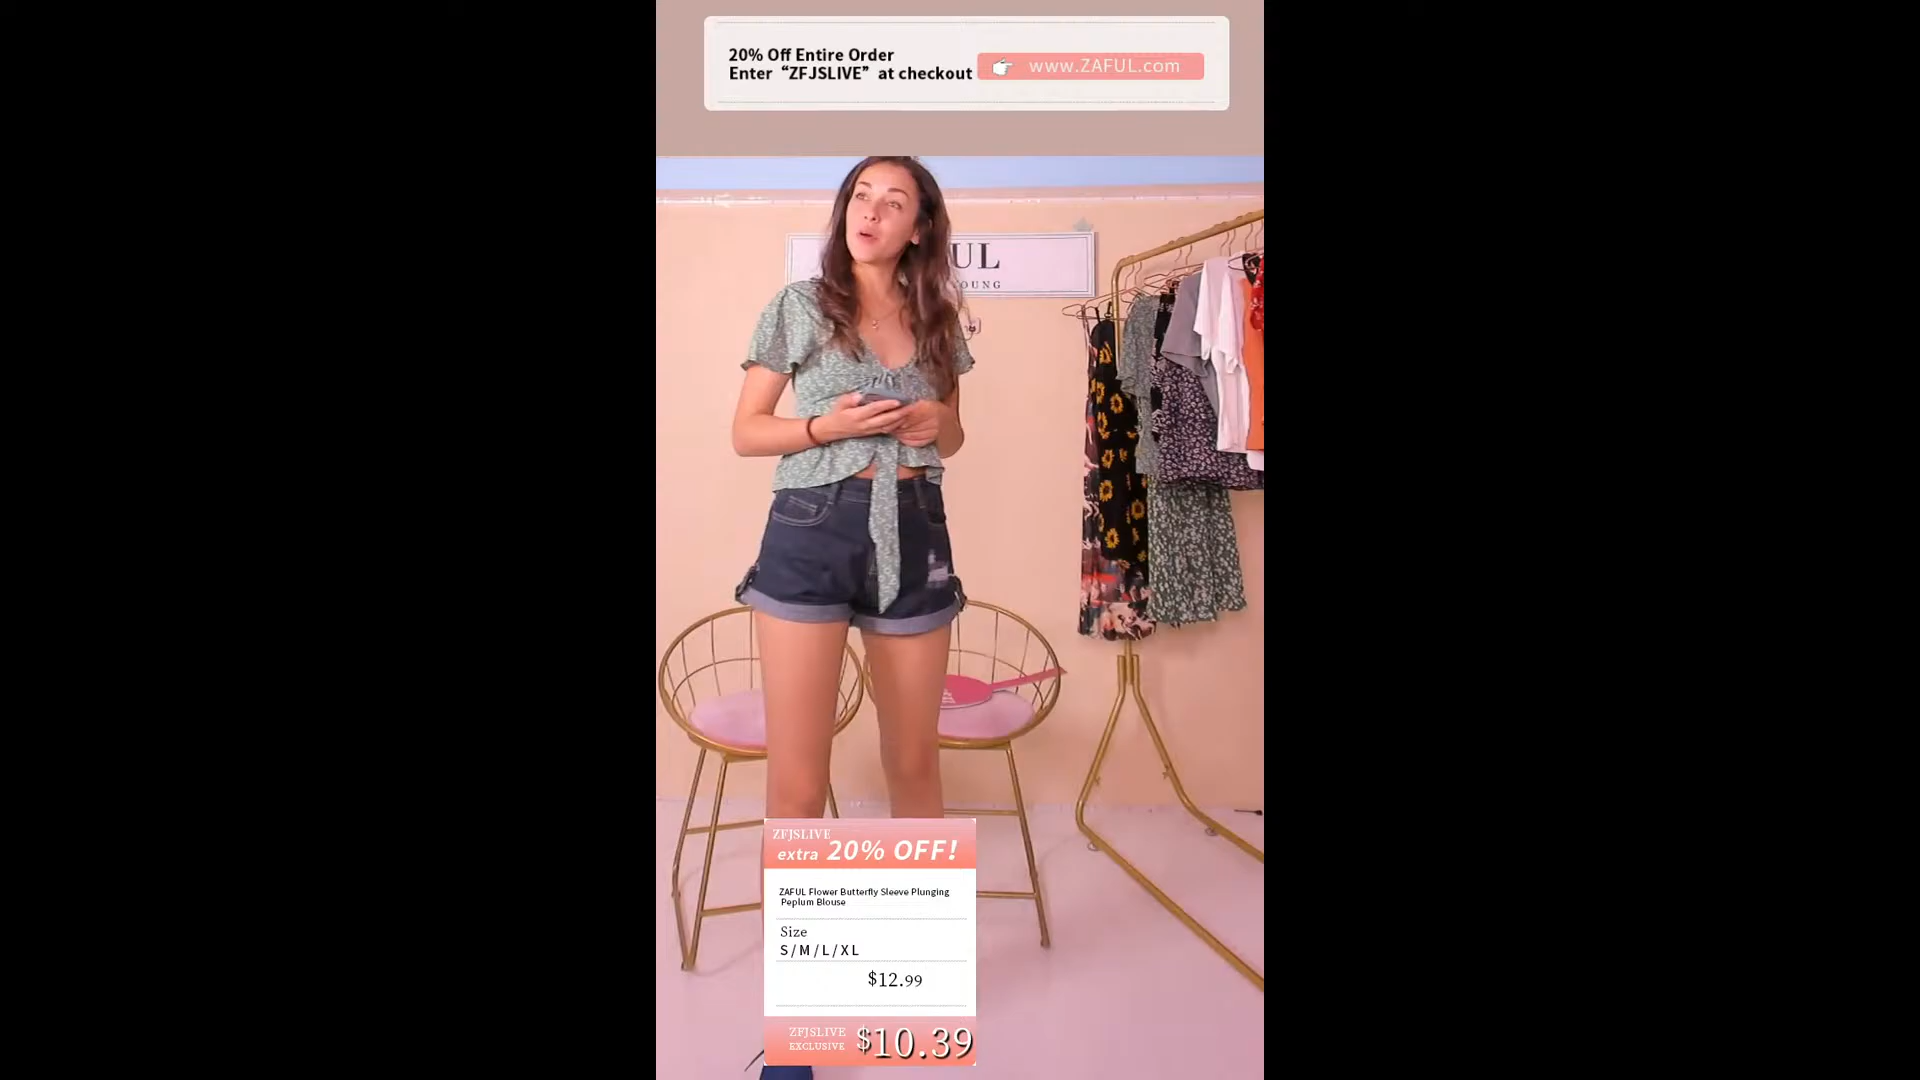 20% Off Entire Order
Enter “ZFJSLIVE” at checkout
www.ZAFUL.com
UL
OUNG
ZFJSLIVE
extra 20% OFF!
ZAFUL Flower Butterfly Sleeve Plunging
Peplum Blouse
Size
S/M/L/XL
$12.99
ZFJSLIVE
EXCLUSIVE
$10.39